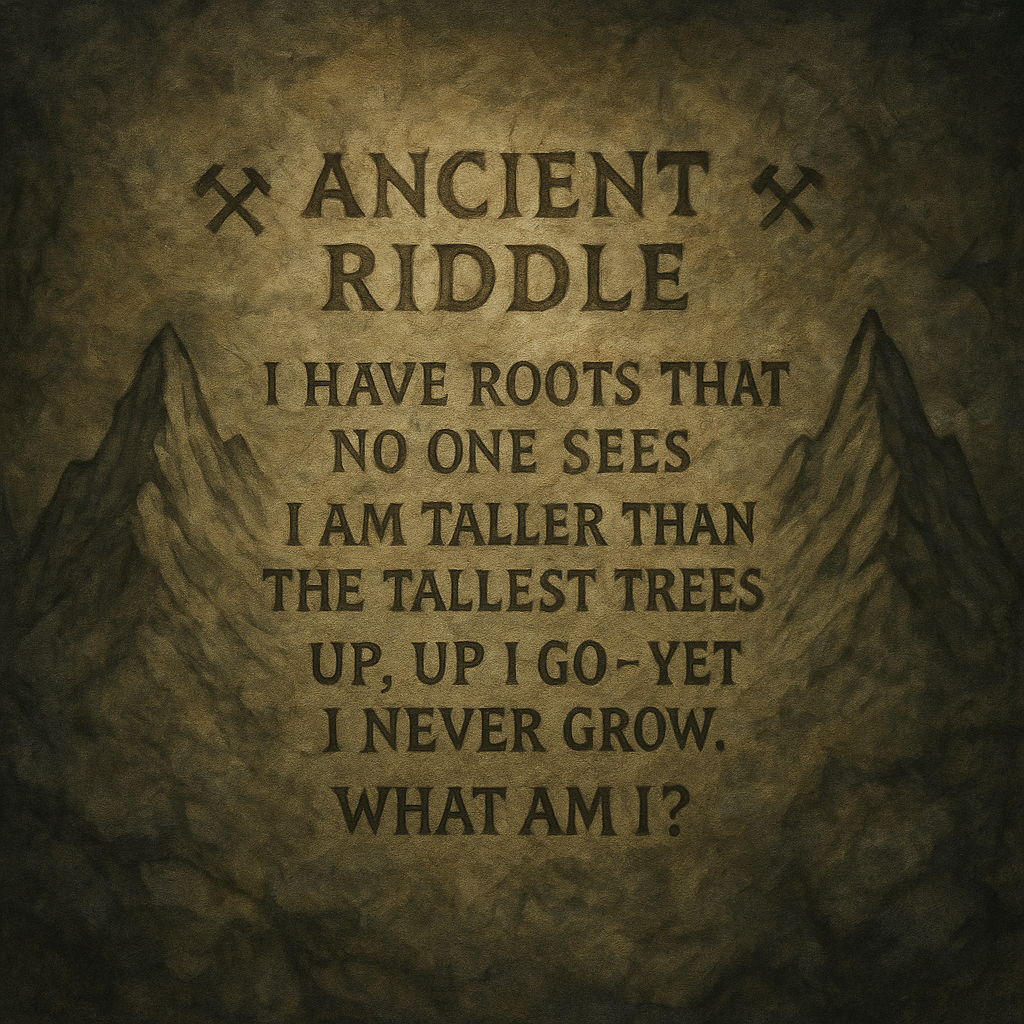 ANCIENT
RIDDLE
I HAVE ROOTS THAT
NO ONE SEES
I AM TALLER THAN
THE TALLEST TREES
UP, UP I GO–YET
I NEVER GROW.
WHAT AM I?